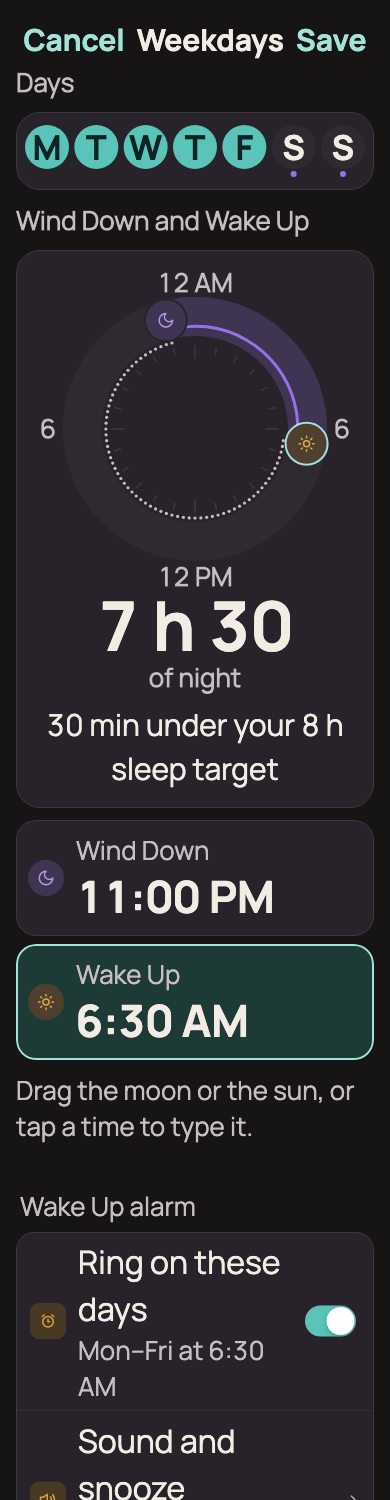 Cancel Weekdays Save
Days
M T W T F S S
Wind Down and Wake Up
12 AM
6 6
12 PM
7 h 30
of night
30 min under your 8 h
sleep target
Wind Down
11:00 PM
Wake Up
6:30 AM
Drag the moon or the sun, or
tap a time to type it.
Wake Up alarm
Ring on these
days
Mon–Fri at 6:30
AM
Sound and
snooze